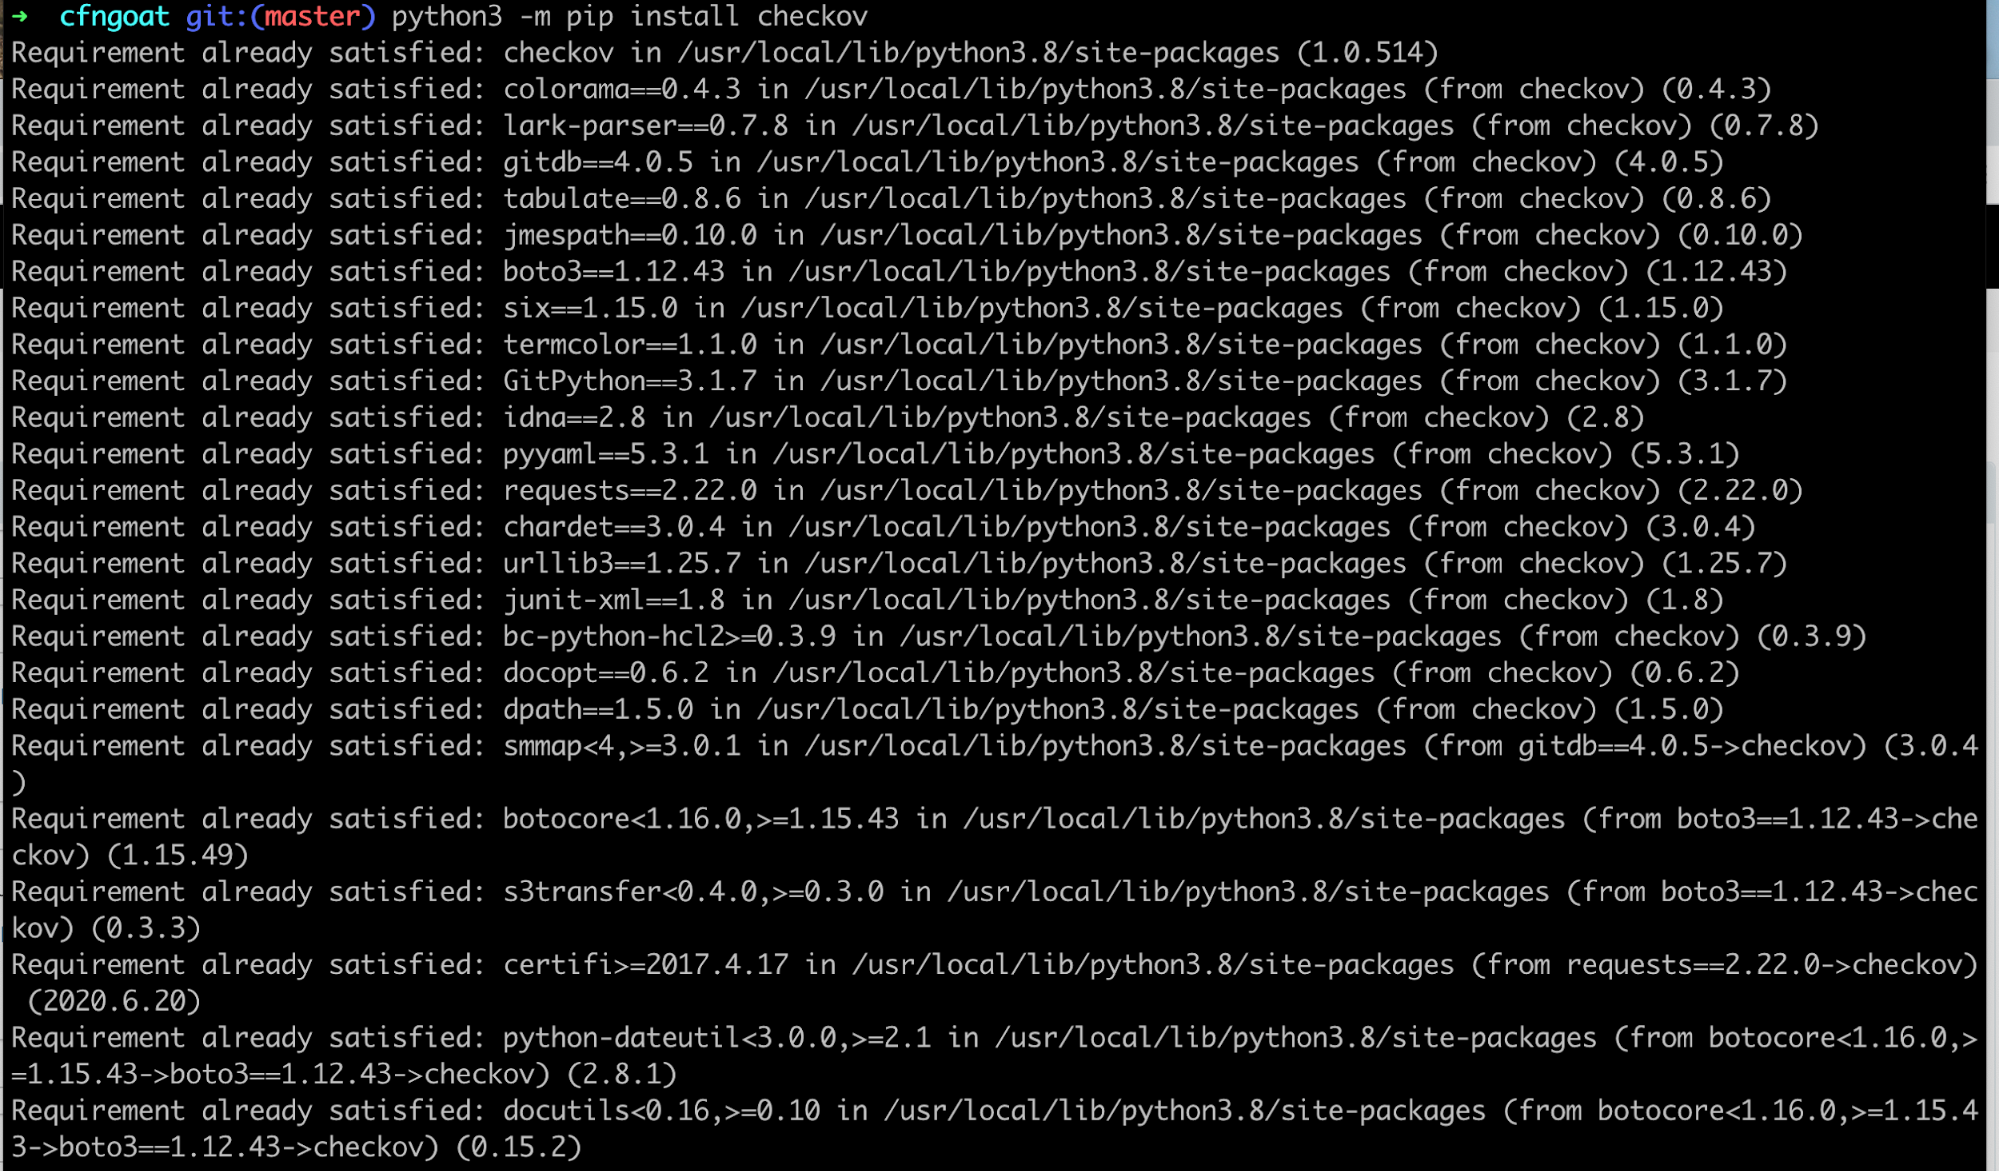 ➜  cfngoat git:(master) python3 -m pip install checkov
Requirement already satisfied: checkov in /usr/local/lib/python3.8/site-packages (1.0.514)
Requirement already satisfied: colorama==0.4.3 in /usr/local/lib/python3.8/site-packages (from checkov) (0.4.3)
Requirement already satisfied: lark-parser==0.7.8 in /usr/local/lib/python3.8/site-packages (from checkov) (0.7.8)
Requirement already satisfied: gitdb==4.0.5 in /usr/local/lib/python3.8/site-packages (from checkov) (4.0.5)
Requirement already satisfied: tabulate==0.8.6 in /usr/local/lib/python3.8/site-packages (from checkov) (0.8.6)
Requirement already satisfied: jmespath==0.10.0 in /usr/local/lib/python3.8/site-packages (from checkov) (0.10.0)
Requirement already satisfied: boto3==1.12.43 in /usr/local/lib/python3.8/site-packages (from checkov) (1.12.43)
Requirement already satisfied: six==1.15.0 in /usr/local/lib/python3.8/site-packages (from checkov) (1.15.0)
Requirement already satisfied: termcolor==1.1.0 in /usr/local/lib/python3.8/site-packages (from checkov) (1.1.0)
Requirement already satisfied: GitPython==3.1.7 in /usr/local/lib/python3.8/site-packages (from checkov) (3.1.7)
Requirement already satisfied: idna==2.8 in /usr/local/lib/python3.8/site-packages (from checkov) (2.8)
Requirement already satisfied: pyyaml==5.3.1 in /usr/local/lib/python3.8/site-packages (from checkov) (5.3.1)
Requirement already satisfied: requests==2.22.0 in /usr/local/lib/python3.8/site-packages (from checkov) (2.22.0)
Requirement already satisfied: chardet==3.0.4 in /usr/local/lib/python3.8/site-packages (from checkov) (3.0.4)
Requirement already satisfied: urllib3==1.25.7 in /usr/local/lib/python3.8/site-packages (from checkov) (1.25.7)
Requirement already satisfied: junit-xml==1.8 in /usr/local/lib/python3.8/site-packages (from checkov) (1.8)
Requirement already satisfied: bc-python-hcl2>=0.3.9 in /usr/local/lib/python3.8/site-packages (from checkov) (0.3.9)
Requirement already satisfied: docopt==0.6.2 in /usr/local/lib/python3.8/site-packages (from checkov) (0.6.2)
Requirement already satisfied: dpath==1.5.0 in /usr/local/lib/python3.8/site-packages (from checkov) (1.5.0)
Requirement already satisfied: smmap<4,>=3.0.1 in /usr/local/lib/python3.8/site-packages (from gitdb==4.0.5->checkov) (3.0.4
)
Requirement already satisfied: botocore<1.16.0,>=1.15.43 in /usr/local/lib/python3.8/site-packages (from boto3==1.12.43->che
ckov) (1.15.49)
Requirement already satisfied: s3transfer<0.4.0,>=0.3.0 in /usr/local/lib/python3.8/site-packages (from boto3==1.12.43->chec
kov) (0.3.3)
Requirement already satisfied: certifi>=2017.4.17 in /usr/local/lib/python3.8/site-packages (from requests==2.22.0->checkov)
 (2020.6.20)
Requirement already satisfied: python-dateutil<3.0.0,>=2.1 in /usr/local/lib/python3.8/site-packages (from botocore<1.16.0,>
=1.15.43->boto3==1.12.43->checkov) (2.8.1)
Requirement already satisfied: docutils<0.16,>=0.10 in /usr/local/lib/python3.8/site-packages (from botocore<1.16.0,>=1.15.4
3->boto3==1.12.43->checkov) (0.15.2)